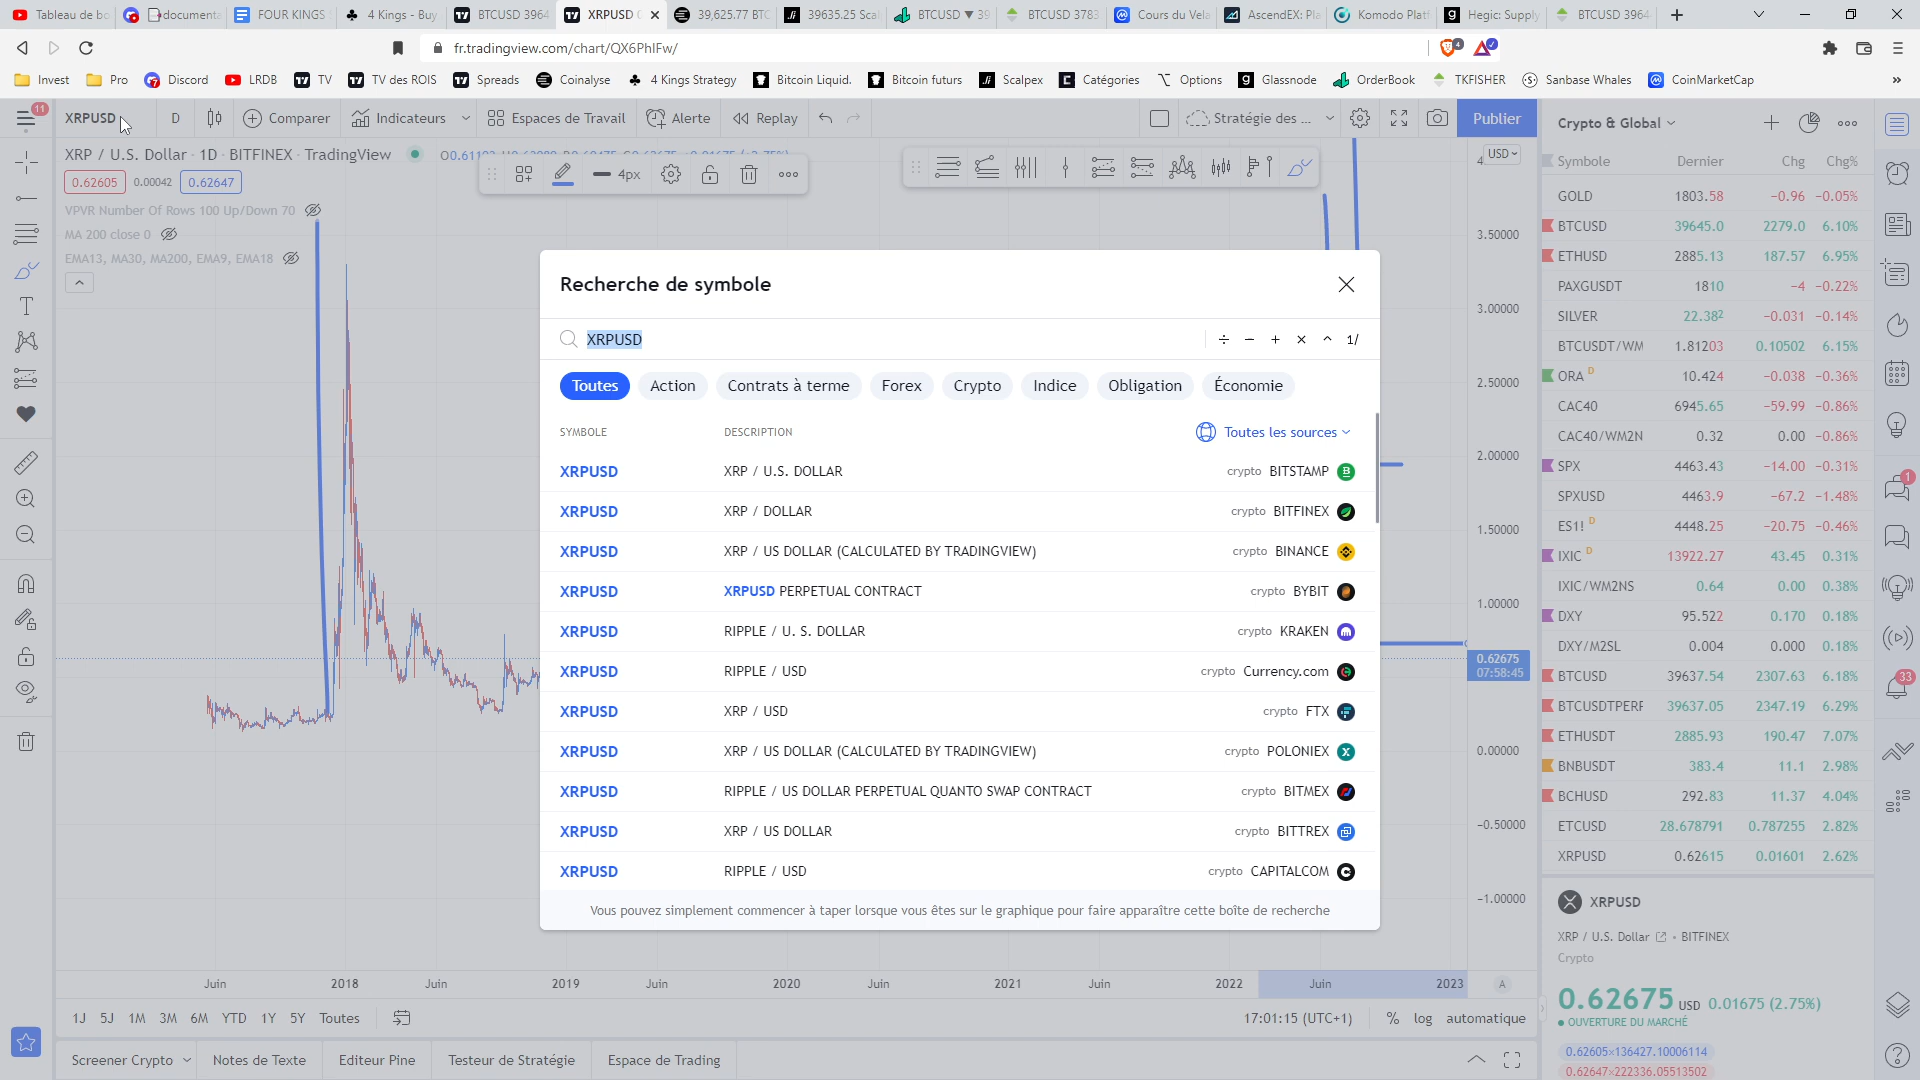 Tableau de bo
documenta
FOUR KINGS
4 Kings - Buy
BTCUSD 3964
XRPUSD
39,625.77 BTC
39635.25 Scal
BTCUSD ▼ 39
BTCUSD 3783
Cours du Vela
AscendEX: Pla
Komodo Platf
Hegic: Supply
BTCUSD 3964
fr.tradingview.com/chart/QX6PhIFw/
4
Invest
Pro
Discord
LRDB
TV
TV des ROIS
Spreads
Coinalyse
4 Kings Strategy
Bitcoin Liquid.
Bitcoin futurs
Scalpex
Catégories
Options
Glassnode
OrderBook
TKFISHER
Sanbase Whales
CoinMarketCap
»
11
XRPUSD
D
Comparer
Indicateurs
Espaces de Travail
Alerte
Replay
Stratégie des ...
Publier
XRP / U.S. Dollar · 1D · BITFINEX · TradingView
0.62605
0.00042
0.62647
4px
VPVR Number Of Rows 100 Up/Down 70
MA 200 close 0
EMA13, MA30, MA200, EMA9, EMA18
Recherche de symbole
XRPUSD
÷ − + × ^ 1/
Toutes
Action
Contrats à terme
Forex
Crypto
Indice
Obligation
Économie
SYMBOLE DESCRIPTION Toutes les sources
XRPUSD XRP / U.S. DOLLAR crypto BITSTAMP
XRPUSD XRP / DOLLAR crypto BITFINEX
XRPUSD XRP / US DOLLAR (CALCULATED BY TRADINGVIEW) crypto BINANCE
XRPUSD XRPUSD PERPETUAL CONTRACT crypto BYBIT
XRPUSD RIPPLE / U. S. DOLLAR crypto KRAKEN
XRPUSD RIPPLE / USD crypto Currency.com
XRPUSD XRP / USD crypto FTX
XRPUSD XRP / US DOLLAR (CALCULATED BY TRADINGVIEW) crypto POLONIEX
XRPUSD RIPPLE / US DOLLAR PERPETUAL QUANTO SWAP CONTRACT crypto BITMEX
XRPUSD XRP / US DOLLAR crypto BITTREX
XRPUSD RIPPLE / USD crypto CAPITALCOM
Vous pouvez simplement commencer à taper lorsque vous êtes sur le graphique pour faire apparaître cette boîte de recherche
USD
3.50000
3.00000
2.50000
2.00000
1.50000
1.00000
0.62675
07:58:45
0.00000
−0.50000
−1.00000
Juin 2018 Juin 2019 Juin 2020 Juin 2021 Juin 2022 Juin 2023
A
1J 5J 1M 3M 6M YTD 1Y 5Y Toutes
17:01:15 (UTC+1) % log automatique
Screener Crypto
Notes de Texte
Editeur Pine
Testeur de Stratégie
Espace de Trading
Crypto & Global
Symbole Dernier Chg Chg%
GOLD 1803.58 −0.96 −0.05%
BTCUSD 39645.0 2279.0 6.10%
ETHUSD 2885.13 187.57 6.95%
PAXGUSDT 1810 −4 −0.22%
SILVER 22.38² −0.031 −0.14%
BTCUSDT/WM 1.81203 0.10502 6.15%
ORA D 10.424 −0.038 −0.36%
CAC40 6945.65 −59.99 −0.86%
CAC40/WM2N 0.32 0.00 −0.86%
SPX 4463.43 −14.00 −0.31%
SPXUSD 4463.9 −67.2 −1.48%
ES1! D 4448.25 −20.75 −0.46%
IXIC D 13922.27 43.45 0.31%
IXIC/WM2NS 0.64 0.00 0.38%
DXY 95.522 0.170 0.18%
DXY/M2SL 0.004 0.000 0.18%
BTCUSD 39637.54 2307.63 6.18%
BTCUSDTPERF 39637.05 2347.19 6.29%
ETHUSDT 2885.93 190.47 7.07%
BNBUSDT 383.4 11.1 2.98%
BCHUSD 292.83 11.37 4.04%
ETCUSD 28.678791 0.787255 2.82%
XRPUSD 0.62615 0.01601 2.62%
XRPUSD
XRP / U.S. Dollar • BITFINEX
Crypto
0.62675 USD 0.01675 (2.75%)
● OUVERTURE DU MARCHÉ
0.62605×136427.10006114
0.62647×222336.05513502
1
33